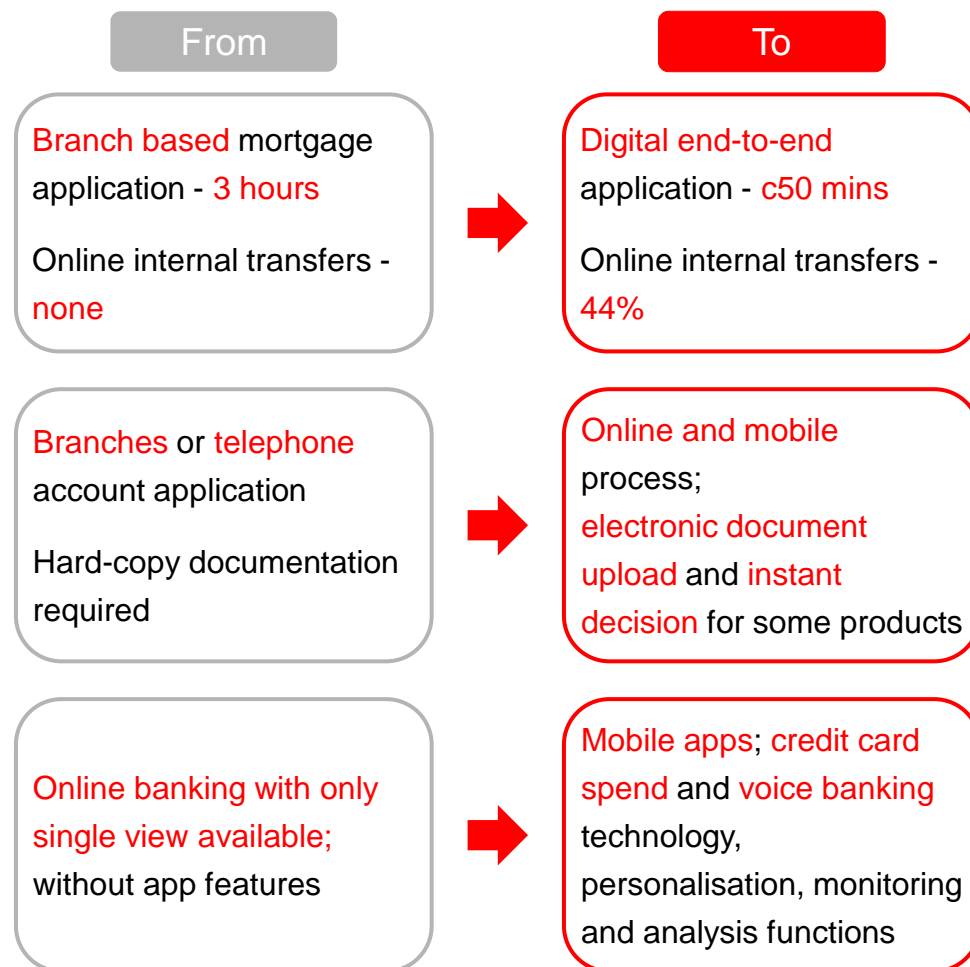 From
To
Branch based mortgage
application - 3 hours
Online internal transfers -
none
Digital end-to-end
application - c50 mins
Online internal transfers -
44%
Branches or telephone
account application
Hard-copy documentation
required
Online and mobile
process;
electronic document
upload and instant
decision for some products
Online banking with only
single view available;
without app features
Mobile apps; credit card
spend and voice banking
technology,
personalisation, monitoring
and analysis functions